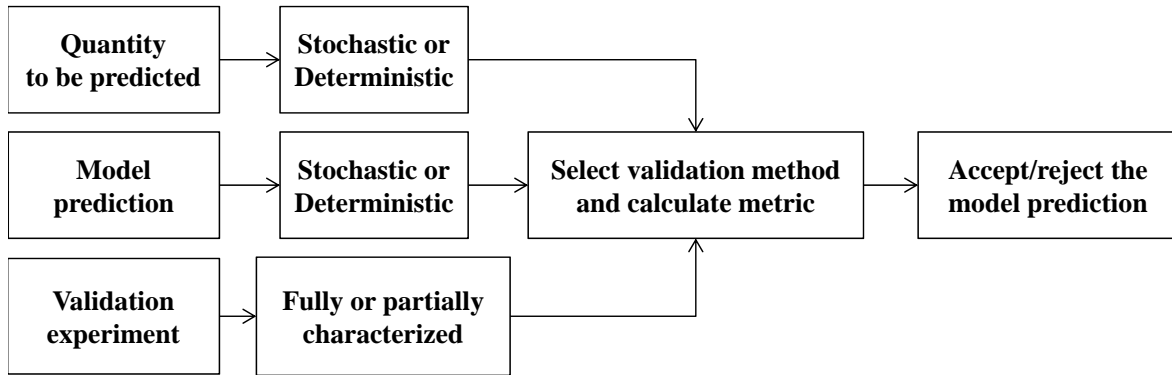 Quantity
to be predicted
Stochastic or
Deterministic
Model
prediction
Stochastic or
Deterministic
Select validation method
and calculate metric
Accept/reject the
model prediction
Validation
experiment
Fully or partially
characterized